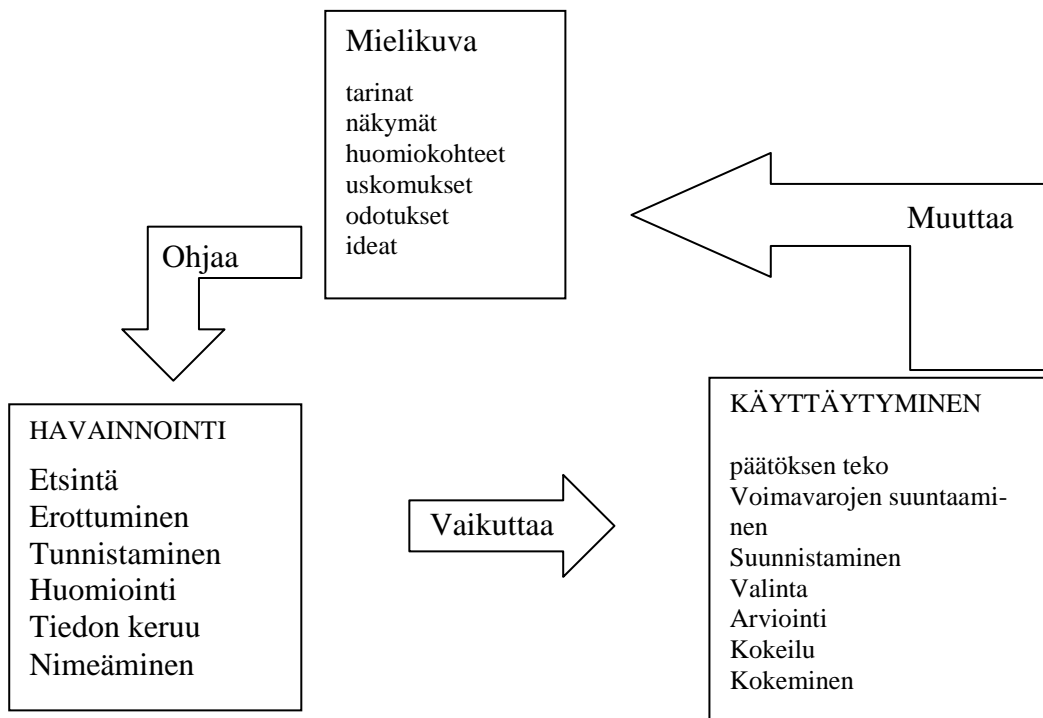 Mielikuva
tarinat
näkymät
huomiokohteet
uskomukset
odotukset
ideat
Muuttaa
Ohjaa
HAVAINNOINTI
Etsintä
Erottuminen
Tunnistaminen
Huomiointi
Tiedon keruu
Nimeäminen
Vaikuttaa
KÄYTTÄYTYMINEN
päätöksen teko
Voimavarojen suuntaami-
nen
Suunnistaminen
Valinta
Arviointi
Kokeilu
Kokeminen